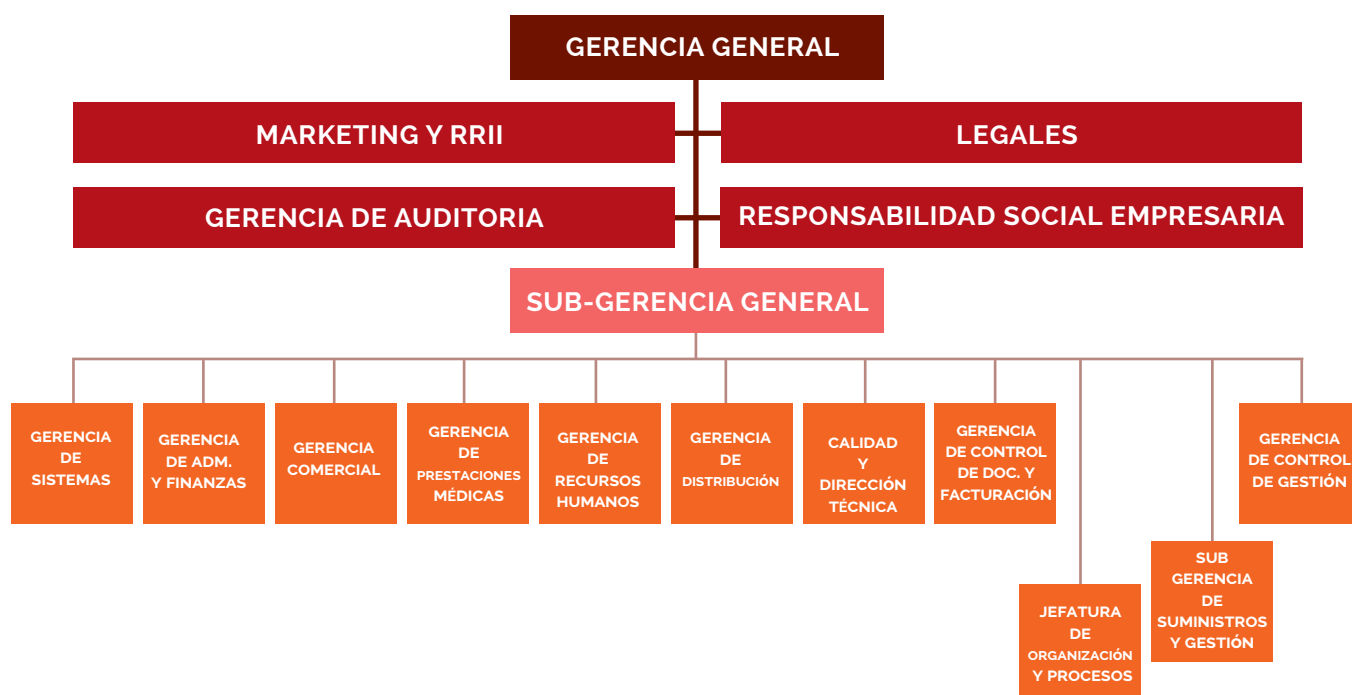 GERENCIA GENERAL
MARKETING Y RRII
LEGALES
GERENCIA DE AUDITORIA
RESPONSABILIDAD SOCIAL EMPRESARIA
SUB-GERENCIA GENERAL
GERENCIA
DE
SISTEMAS
GERENCIA
DE ADM.
Y FINANZAS
GERENCIA
COMERCIAL
GERENCIA
DE
PRESTACIONES
MÉDICAS
GERENCIA
DE
RECURSOS
HUMANOS
GERENCIA
DE
DISTRIBUCIÓN
CALIDAD
Y
DIRECCIÓN
TÉCNICA
GERENCIA
DE CONTROL
DE DOC. Y
FACTURACIÓN
JEFATURA
DE
ORGANIZACIÓN
Y PROCESOS
SUB
GERENCIA
DE
SUMINISTROS
Y GESTIÓN
GERENCIA
DE CONTROL
DE GESTIÓN